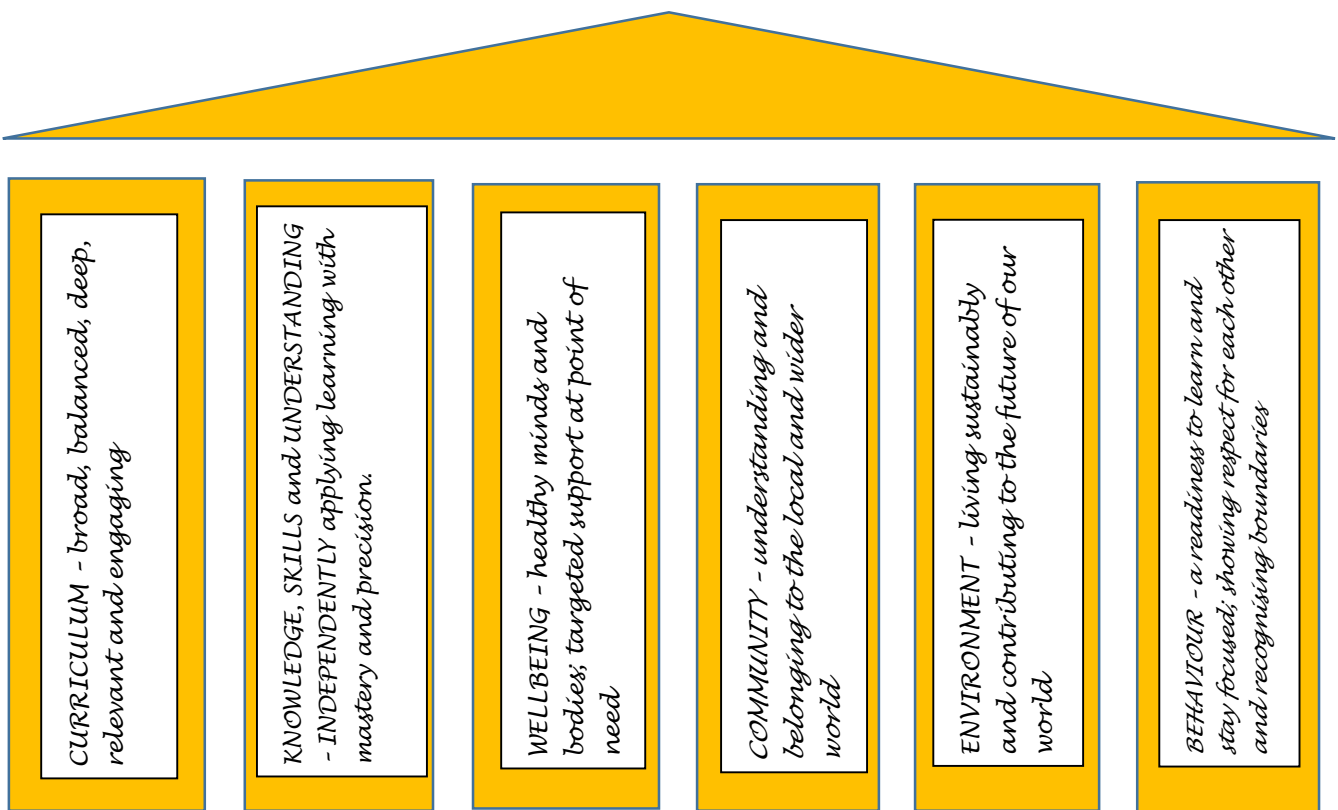 CURRICULUM - broad, balanced, deep,
relevant and engaging
KNOWLEDGE, SKILLS and UNDERSTANDING
- INDEPENDENTLY applying learning with
mastery and precision.
WELLBEING - healthy minds and
bodies; targeted support at point of
need
COMMUNITY - understanding and
belonging to the local and wider
world
ENVIRONMENT - living sustainably
and contributing to the future of our
world
BEHAVIOUR - a readiness to learn and
stay focused; showing respect for each other
and recognising boundaries